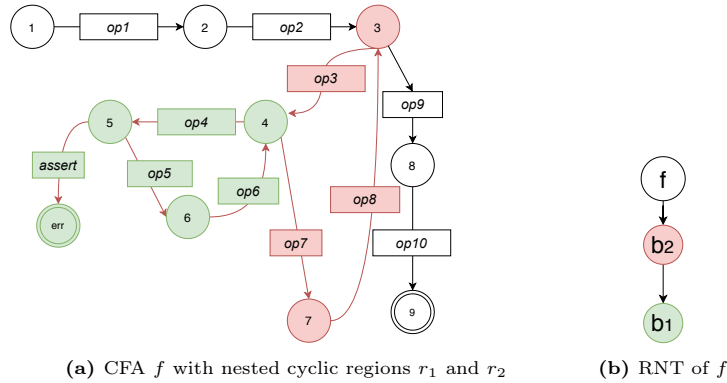 1 op1 2 op2 3
op3
op9
5 op4 4
assert op5
8
op6
op8
6
err
op7
op10
7 9
f
b2
b1
(a) CFA f with nested cyclic regions r1 and r2
(b) RNT of f